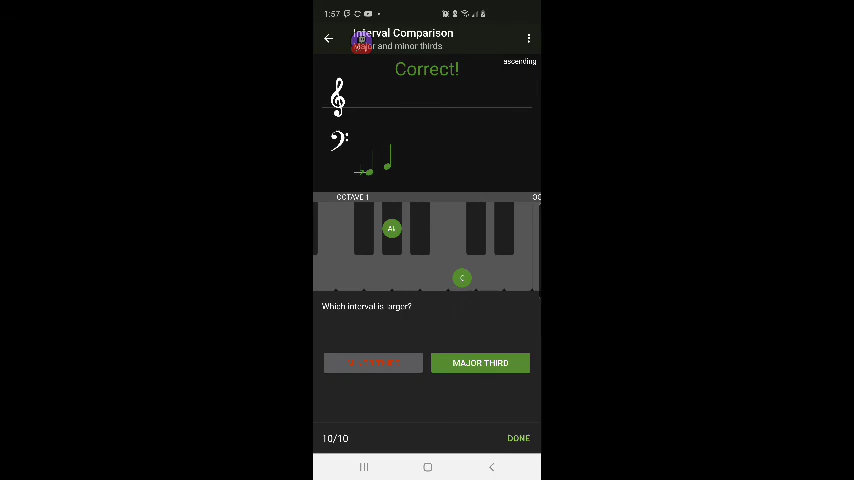 1:57
Interval Comparison
Major and minor thirds
ascending
Correct!
OCTAVE 1
A♭
C
Which interval is larger?
MAJOR THIRD
10/10
DONE